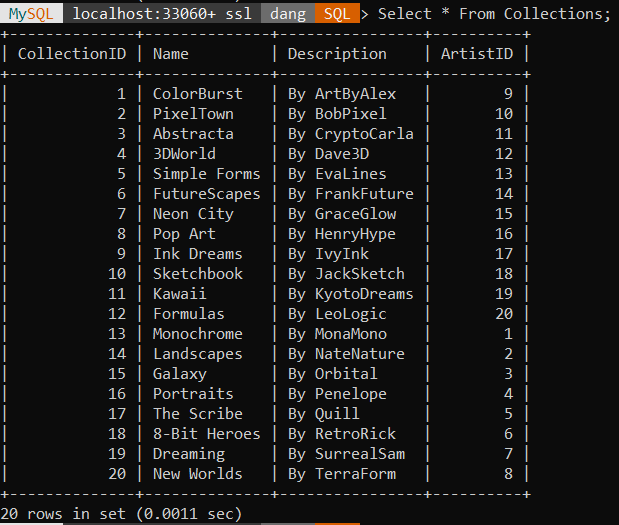 MySQL localhost:33060+ ssl dang SQL > Select * From Collections;
+--------------+--------------+---------------+----------+
| CollectionID | Name         | Description   | ArtistID |
+--------------+--------------+---------------+----------+
|            1 | ColorBurst   | By ArtByAlex   |        9 |
|            2 | PixelTown    | By BobPixel    |       10 |
|            3 | Abstracta    | By CryptoCarla |       11 |
|            4 | 3DWorld      | By Dave3D      |       12 |
|            5 | Simple Forms | By EvaLines    |       13 |
|            6 | FutureScapes | By FrankFuture |       14 |
|            7 | Neon City    | By GraceGlow   |       15 |
|            8 | Pop Art      | By HenryHype   |       16 |
|            9 | Ink Dreams   | By IvyInk      |       17 |
|           10 | Sketchbook   | By JackSketch  |       18 |
|           11 | Kawaii       | By KyotoDreams |       19 |
|           12 | Formulas     | By LeoLogic    |       20 |
|           13 | Monochrome   | By MonaMono    |        1 |
|           14 | Landscapes   | By NateNature  |        2 |
|           15 | Galaxy       | By Orbital     |        3 |
|           16 | Portraits    | By Penelope    |        4 |
|           17 | The Scribe   | By Quill       |        5 |
|           18 | 8-Bit Heroes | By RetroRick   |        6 |
|           19 | Dreaming     | By SurrealSam  |        7 |
|           20 | New Worlds   | By TerraForm   |        8 |
+--------------+--------------+---------------+----------+
20 rows in set (0.0011 sec)